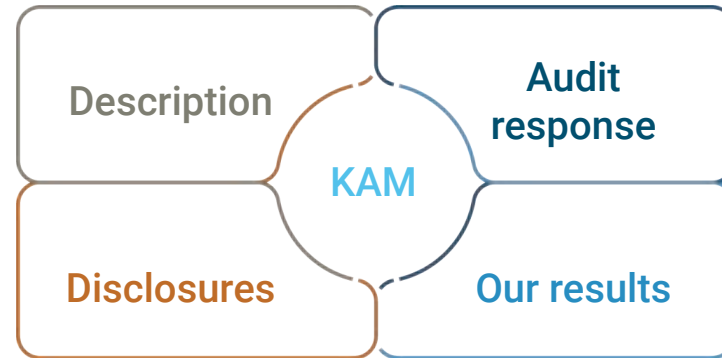 Description
Audit
response
KAM
Disclosures
Our results